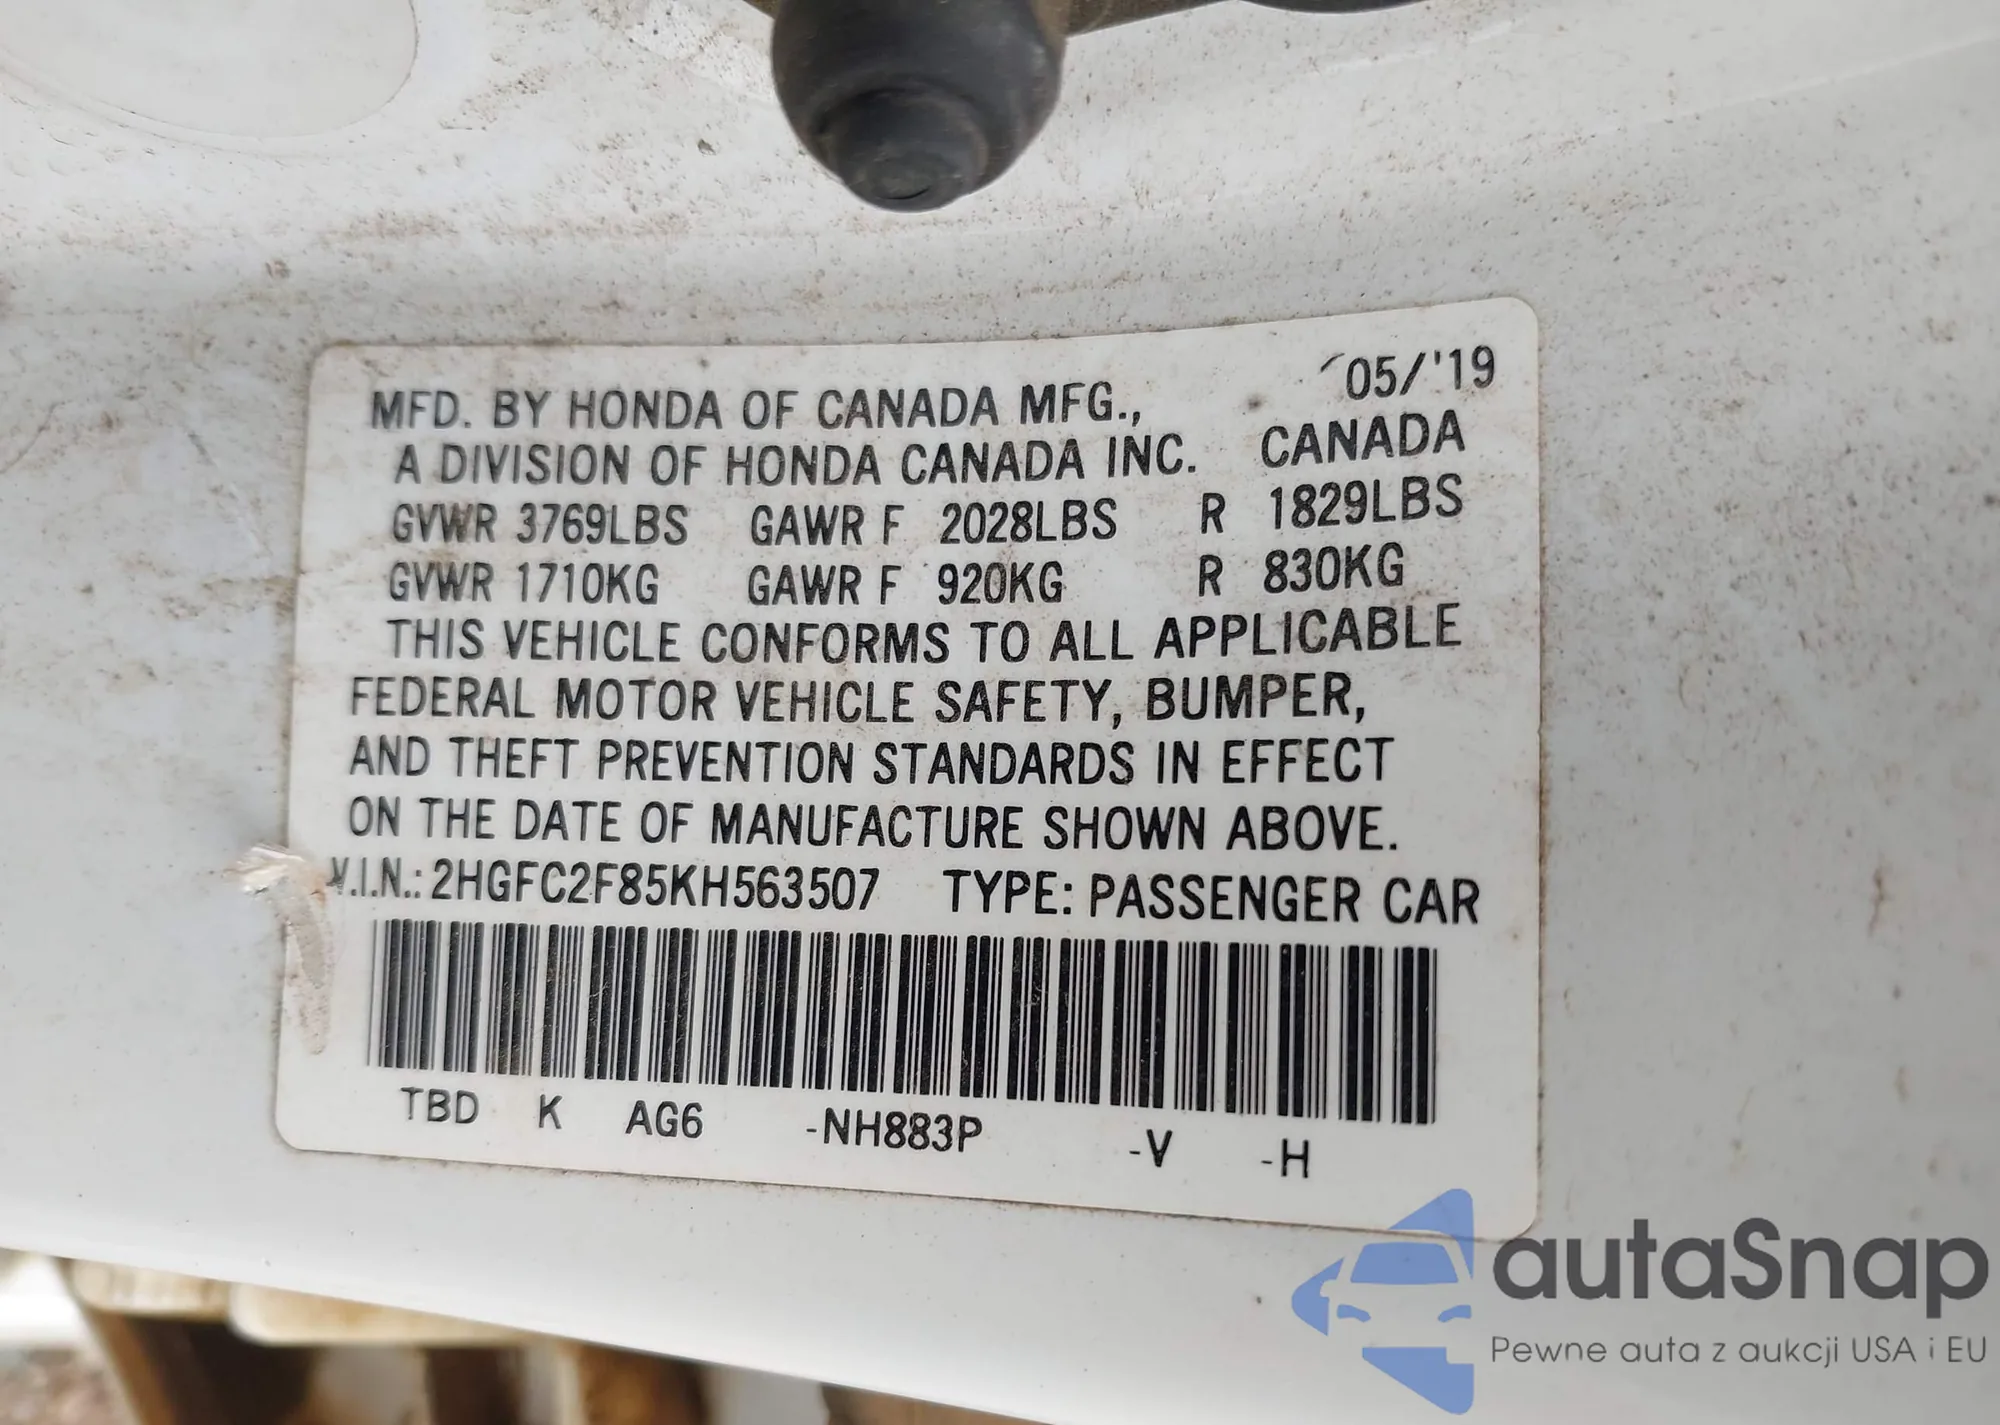 05/'19
MFD. BY HONDA OF CANADA MFG.,
A DIVISION OF HONDA CANADA INC. CANADA
GVWR 3769LBS GAWR F 2028LBS R 1829LBS
GVWR 1710KG GAWR F 920KG R 830KG
THIS VEHICLE CONFORMS TO ALL APPLICABLE
FEDERAL MOTOR VEHICLE SAFETY, BUMPER,
AND THEFT PREVENTION STANDARDS IN EFFECT
ON THE DATE OF MANUFACTURE SHOWN ABOVE.
V.I.N.: 2HGFC2F85KH563507 TYPE: PASSENGER CAR
TBD K AG6 -NH883P -V -H
autaSnap
Pewne auta z aukcji USA i EU